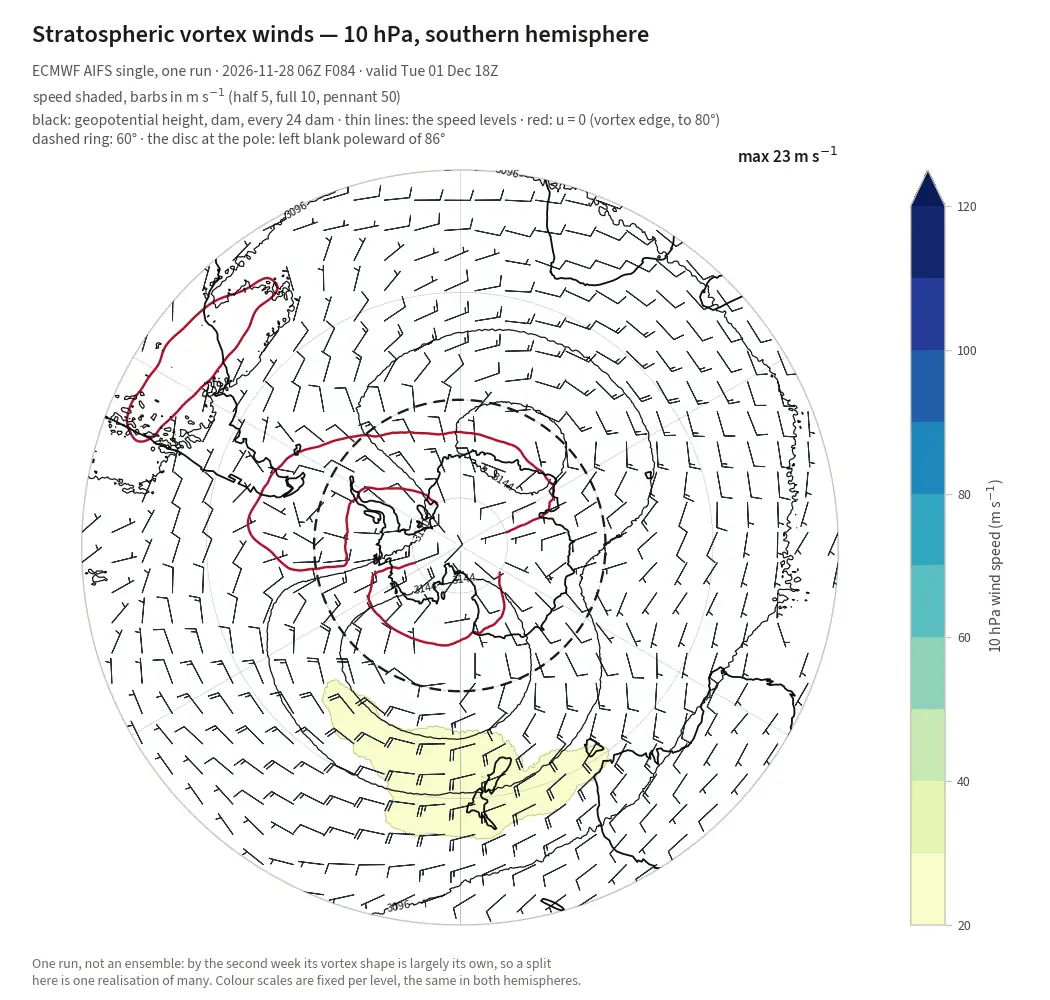 Stratospheric vortex winds — 10 hPa, southern hemisphere
ECMWF AIFS single, one run · 2026-11-28 06Z F084 · valid Tue 01 Dec 18Z
speed shaded, barbs in m s⁻¹ (half 5, full 10, pennant 50)
black: geopotential height, dam, every 24 dam · thin lines: the speed levels · red: u = 0 (vortex edge, to 80°)
dashed ring: 60° · the disc at the pole: left blank poleward of 86°
max 23 m s⁻¹
3096
3096
3144
3144
3144
3096
120
100
80
60
40
20
10 hPa wind speed (m s⁻¹)
One run, not an ensemble: by the second week its vortex shape is largely its own, so a split
here is one realisation of many. Colour scales are fixed per level, the same in both hemispheres.